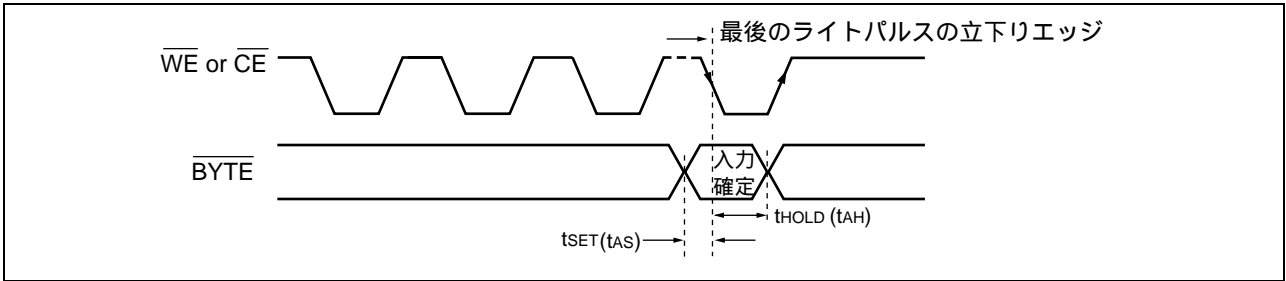 最後のライトパルスの立下りエッジ
WE or CE
BYTE
入力
確定
tHOLD (tAH)
tSET(tAS)